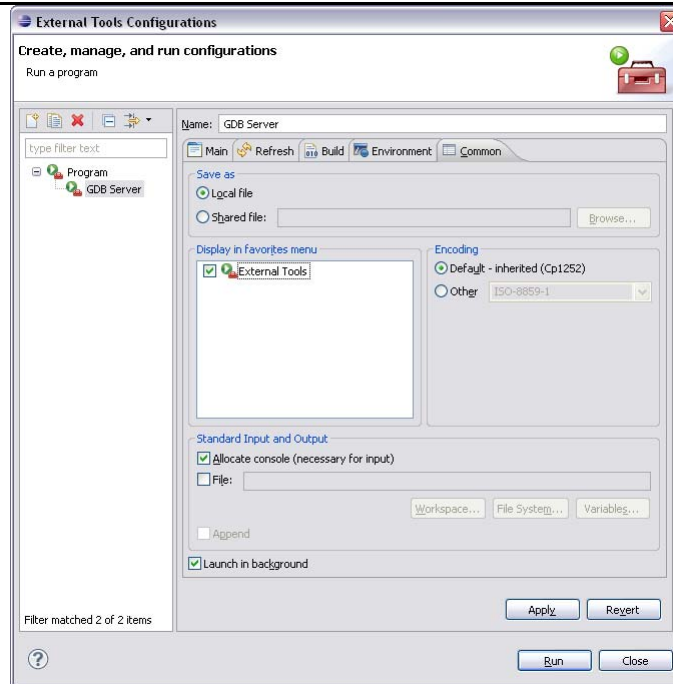 External Tools Configurations
Create, manage, and run configurations
Run a program
type filter text
Program
GDB Server
Filter matched 2 of 2 items
Name: GDB Server
Main Refresh Build Environment Common
Save as
Local file
Shared file: Browse...
Display in favorites menu
External Tools
Encoding
Default - inherited (Cp1252)
Other ISO-8859-1
Standard Input and Output
Allocate console (necessary for input)
File:
Workspace... File System... Variables...
Append
Launch in background
Apply Revert
Run Close